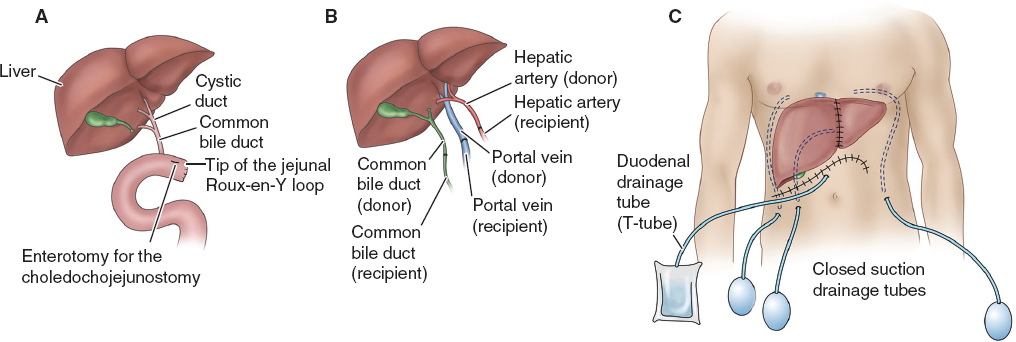 A
Liver
Cystic
duct
Common
bile duct
Tip of the jejunal
Roux-en-Y loop
Enterotomy for the
choledochojejunostomy
B
Hepatic
artery (donor)
Hepatic artery
(recipient)
Common
bile duct
(donor)
Portal vein
(donor)
Portal vein
(recipient)
Common
bile duct
(recipient)
C
Duodenal
drainage
tube
(T-tube)
Closed suction
drainage tubes